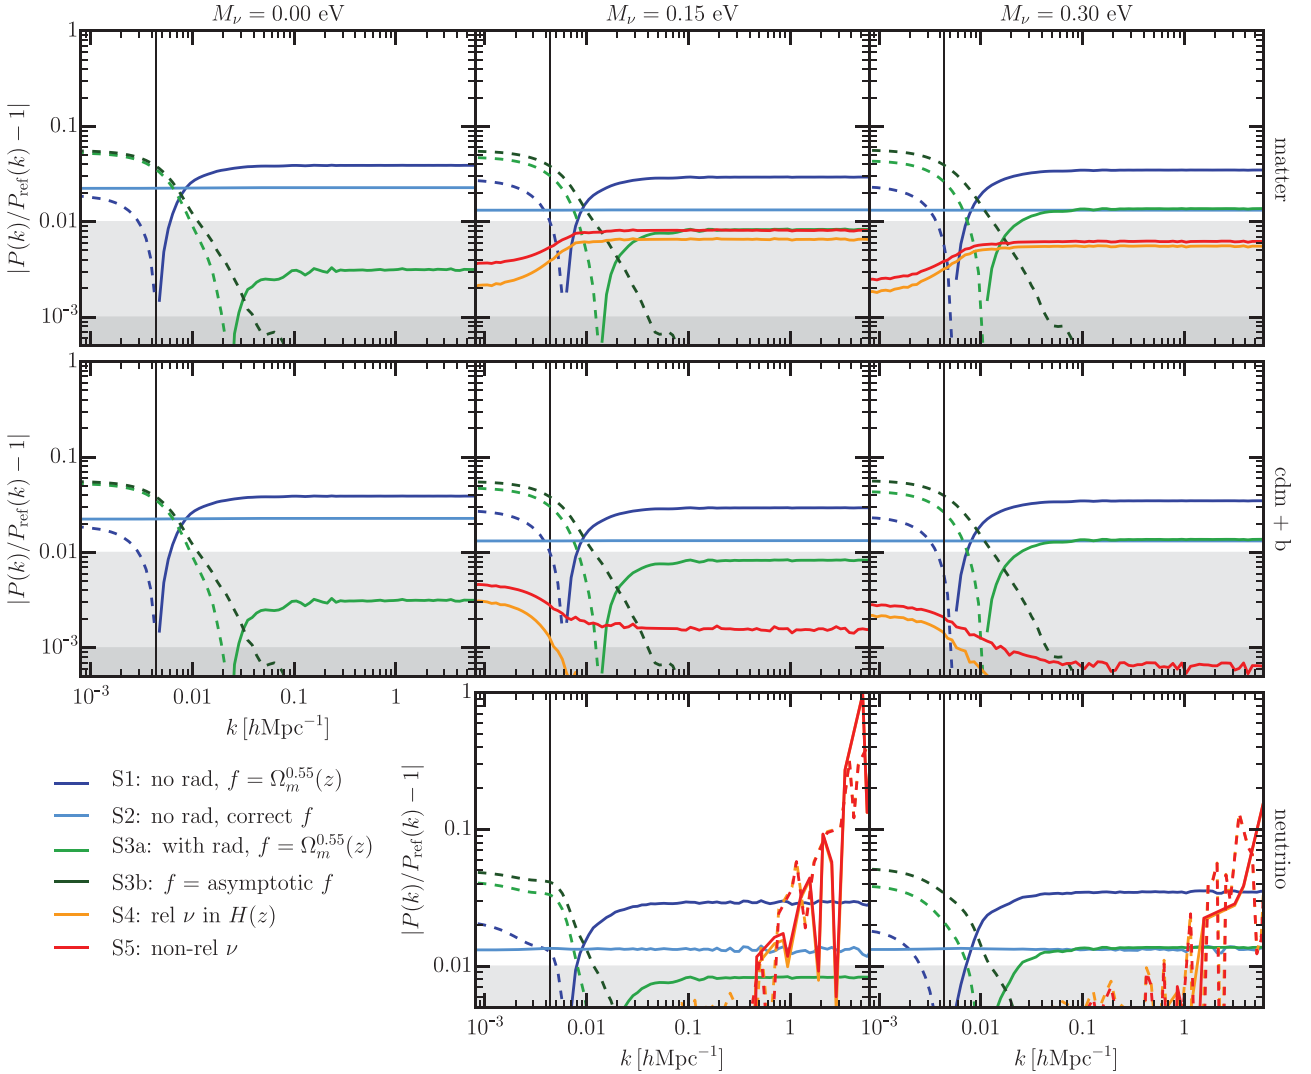 M_ν = 0.00 eV
M_ν = 0.15 eV
M_ν = 0.30 eV
1
0.1
0.01
10⁻³
|P(k)/P_ref(k) − 1|
matter
1
0.1
0.01
10⁻³
|P(k)/P_ref(k) − 1|
cdm + b
10⁻³ 0.01 0.1 1
k [hMpc⁻¹]
S1: no rad, f = Ω_m^0.55(z)
S2: no rad, correct f
S3a: with rad, f = Ω_m^0.55(z)
S3b: f = asymptotic f
S4: rel ν in H(z)
S5: non-rel ν
1
0.1
0.01
|P(k)/P_ref(k) − 1|
neutrino
10⁻³ 0.01 0.1 1
10⁻³ 0.01 0.1 1
k [hMpc⁻¹]
k [hMpc⁻¹]